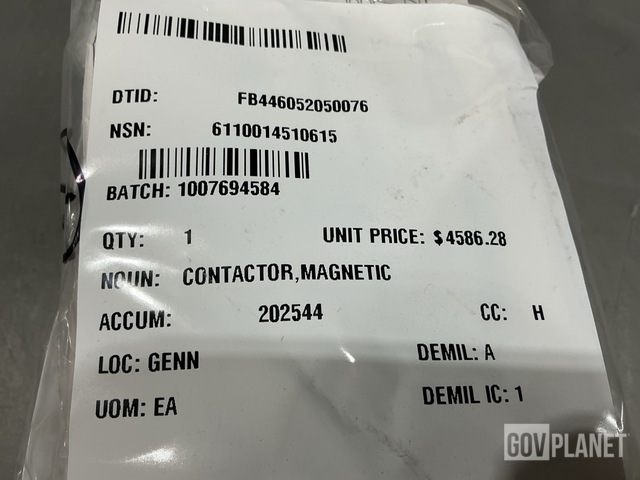 DTID: FB446052050076
NSN: 6110014510615
BATCH: 1007694584
QTY: 1 UNIT PRICE: $4586.28
NOUN: CONTACTOR,MAGNETIC
ACCUM: 202544 CC: H
LOC: GENN DEMIL: A
UOM: EA DEMIL IC: 1
GOVPLANET